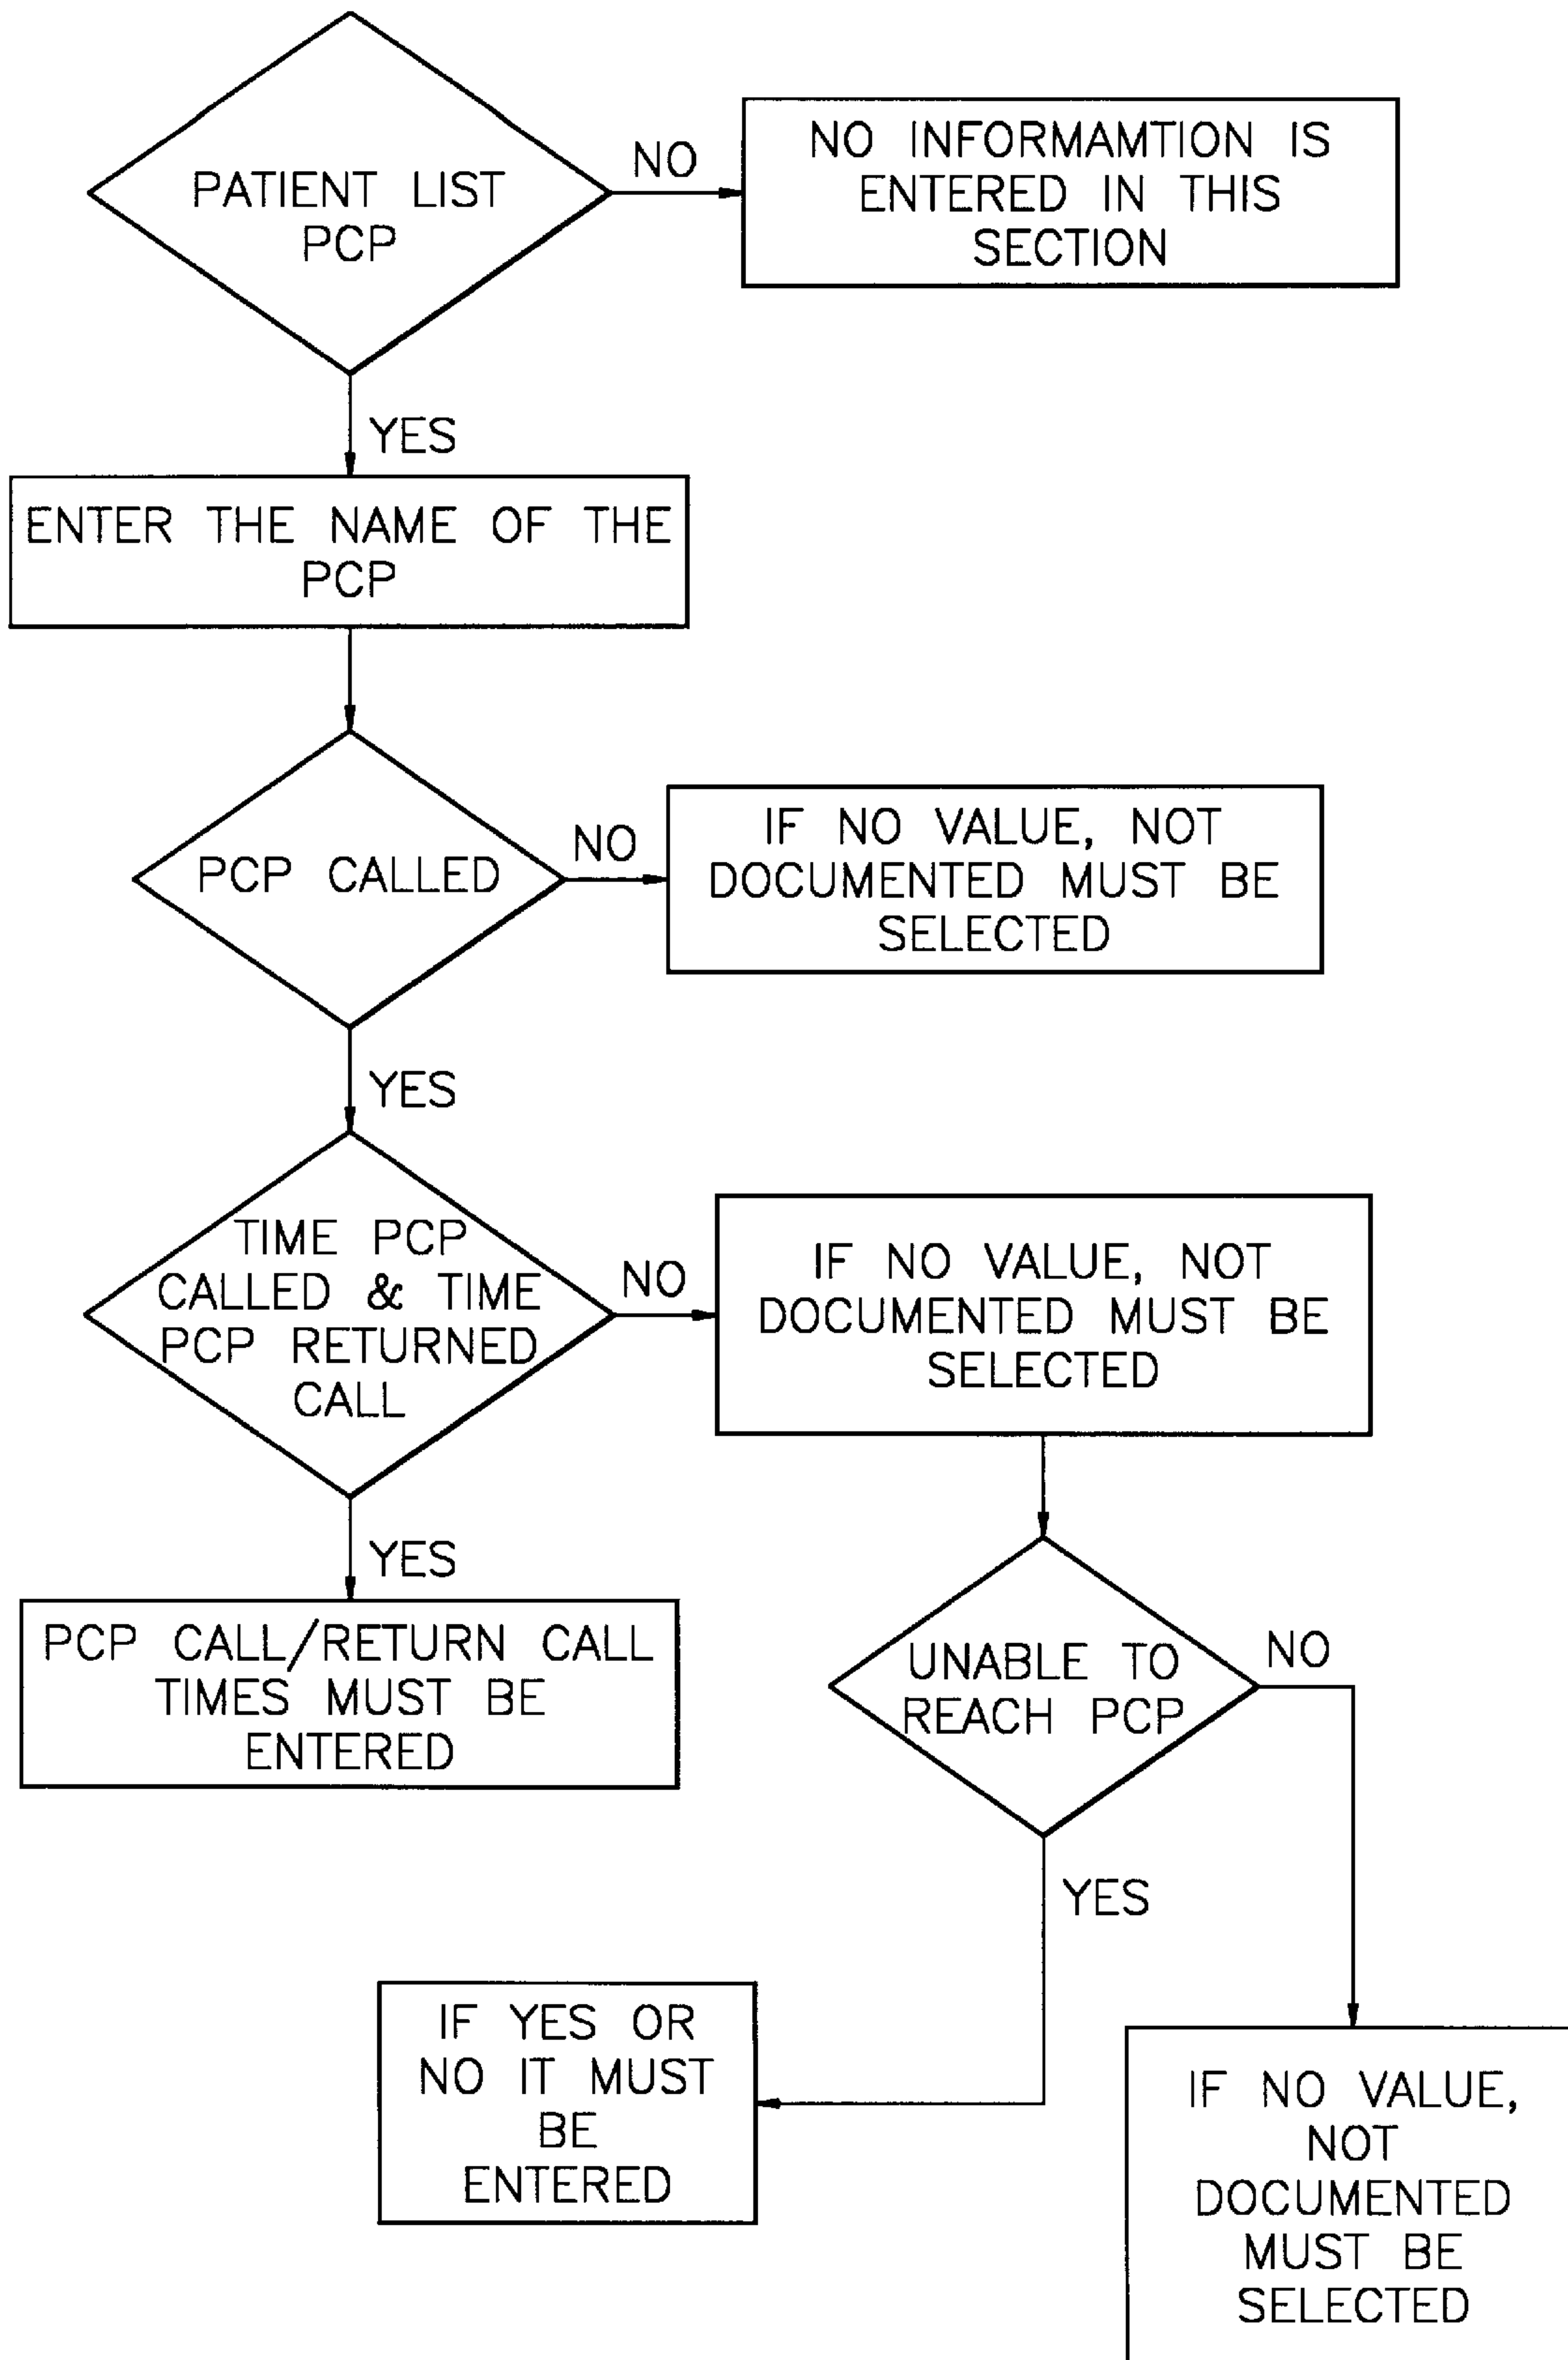 PATIENT LIST
PCP
NO
NO INFORMAMTION IS
ENTERED IN THIS
SECTION
YES
ENTER THE NAME OF THE
PCP
PCP CALLED
NO
IF NO VALUE, NOT
DOCUMENTED MUST BE
SELECTED
YES
TIME PCP
CALLED & TIME
PCP RETURNED
CALL
NO
IF NO VALUE, NOT
DOCUMENTED MUST BE
SELECTED
YES
PCP CALL/RETURN CALL
TIMES MUST BE
ENTERED
UNABLE TO
REACH PCP
NO
YES
IF YES OR
NO IT MUST
BE
ENTERED
IF NO VALUE,
NOT
DOCUMENTED
MUST BE
SELECTED